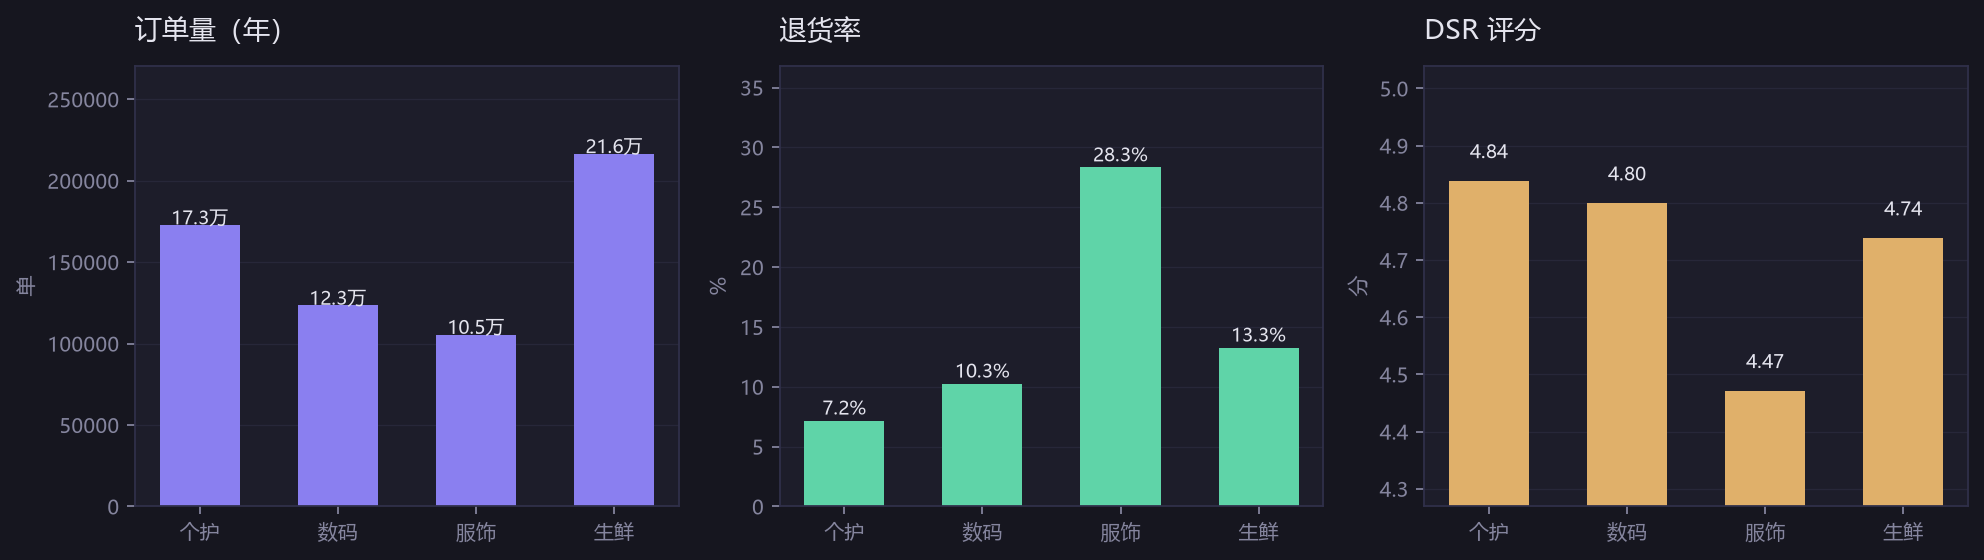 订单量（年）
单
250000
200000
150000
100000
50000
0
17.3万
12.3万
10.5万
21.6万
个护
数码
服饰
生鲜
退货率
%
35
30
25
20
15
10
5
0
7.2%
10.3%
28.3%
13.3%
个护
数码
服饰
生鲜
DSR 评分
分
5.0
4.9
4.8
4.7
4.6
4.5
4.4
4.3
4.84
4.80
4.47
4.74
个护
数码
服饰
生鲜